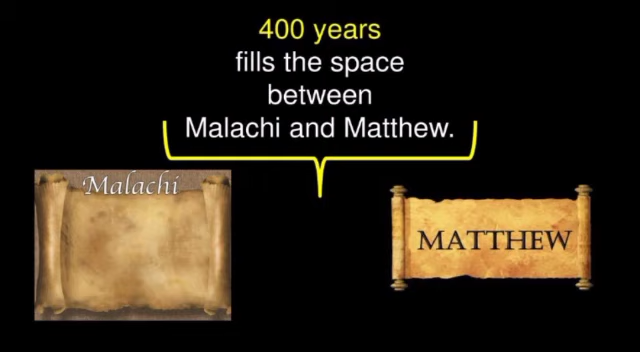 400 years
fills the space
between
Malachi and Matthew.
Malachi
MATTHEW